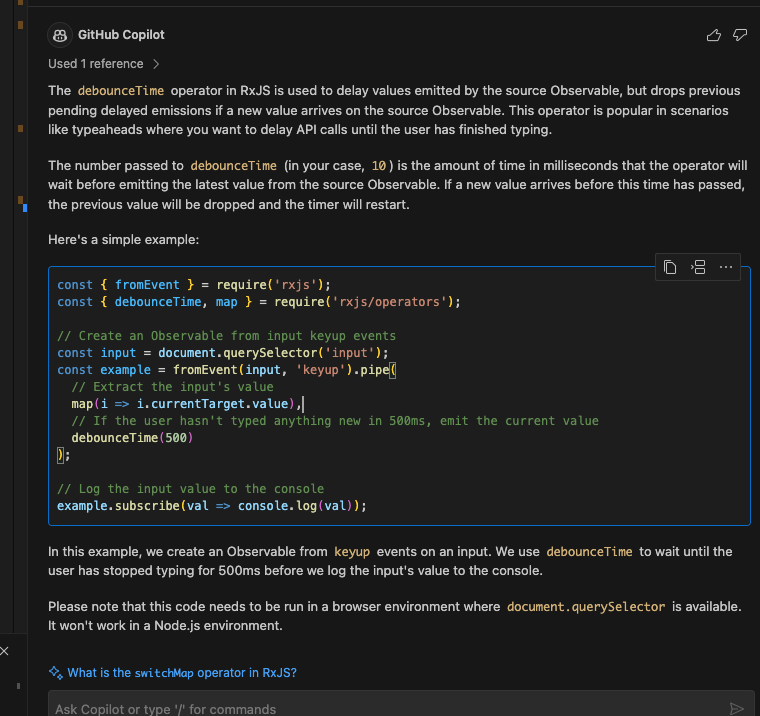 GitHub Copilot
Used 1 reference
The debounceTime operator in RxJS is used to delay values emitted by the source Observable, but drops previous
pending delayed emissions if a new value arrives on the source Observable. This operator is popular in scenarios
like typeaheads where you want to delay API calls until the user has finished typing.
The number passed to debounceTime (in your case, 10 ) is the amount of time in milliseconds that the operator will
wait before emitting the latest value from the source Observable. If a new value arrives before this time has passed,
the previous value will be dropped and the timer will restart.
Here's a simple example:
const { fromEvent } = require('rxjs');
const { debounceTime, map } = require('rxjs/operators');
// Create an Observable from input keyup events
const input = document.querySelector('input');
const example = fromEvent(input, 'keyup').pipe(
// Extract the input's value
map(i => i.currentTarget.value),
// If the user hasn't typed anything new in 500ms, emit the current value
debounceTime(500)
);
// Log the input value to the console
example.subscribe(val => console.log(val));
In this example, we create an Observable from keyup events on an input. We use debounceTime to wait until the
user has stopped typing for 500ms before we log the input's value to the console.
Please note that this code needs to be run in a browser environment where document.querySelector is available.
It won't work in a Node.js environment.
What is the switchMap operator in RxJS?
Ask Copilot or type '/' for commands